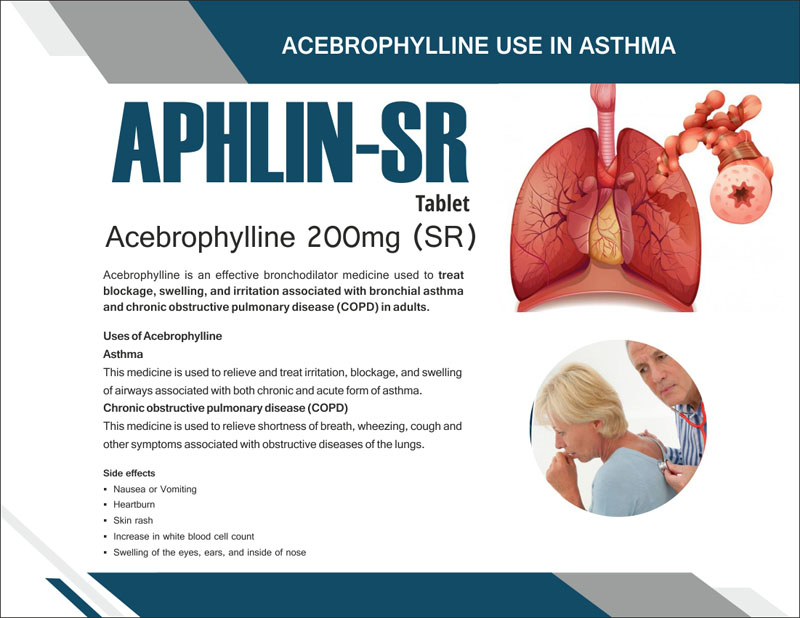 ACEBROPHYLLINE USE IN ASTHMA
APHLIN-SR
Tablet
Acebrophylline 200mg (SR)
Acebrophylline is an effective bronchodilator medicine used to treat
blockage, swelling, and irritation associated with bronchial asthma
and chronic obstructive pulmonary disease (COPD) in adults.
Uses of Acebrophylline
Asthma
This medicine is used to relieve and treat irritation, blockage, and swelling
of airways associated with both chronic and acute form of asthma.
Chronic obstructive pulmonary disease (COPD)
This medicine is used to relieve shortness of breath, wheezing, cough and
other symptoms associated with obstructive diseases of the lungs.
Side effects
▪ Nausea or Vomiting
▪ Heartburn
▪ Skin rash
▪ Increase in white blood cell count
▪ Swelling of the eyes, ears, and inside of nose